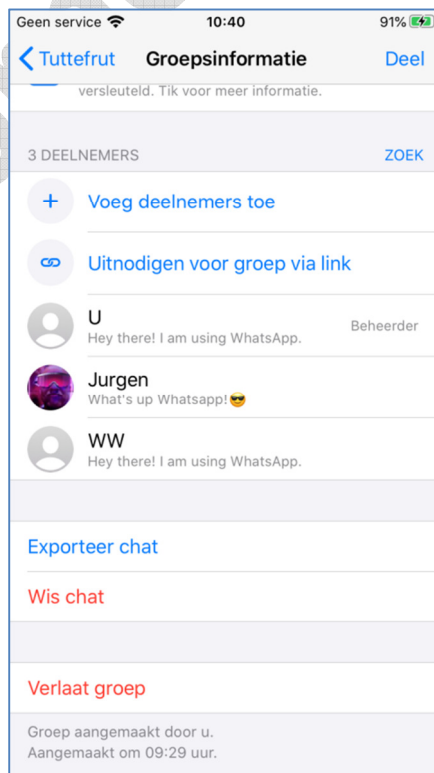 Geen service 10:40 91%
Tuttefrut Groepsinformatie Deel
versleuteld. Tik voor meer informatie.
3 DEELNEMERS ZOEK
Voeg deelnemers toe
Uitnodigen voor groep via link
U Beheerder
Hey there! I am using WhatsApp.
Jurgen
What's up Whatsapp!😎
WW
Hey there! I am using WhatsApp.
Exporteer chat
Wis chat
Verlaat groep
Groep aangemaakt door u.
Aangemaakt om 09:29 uur.